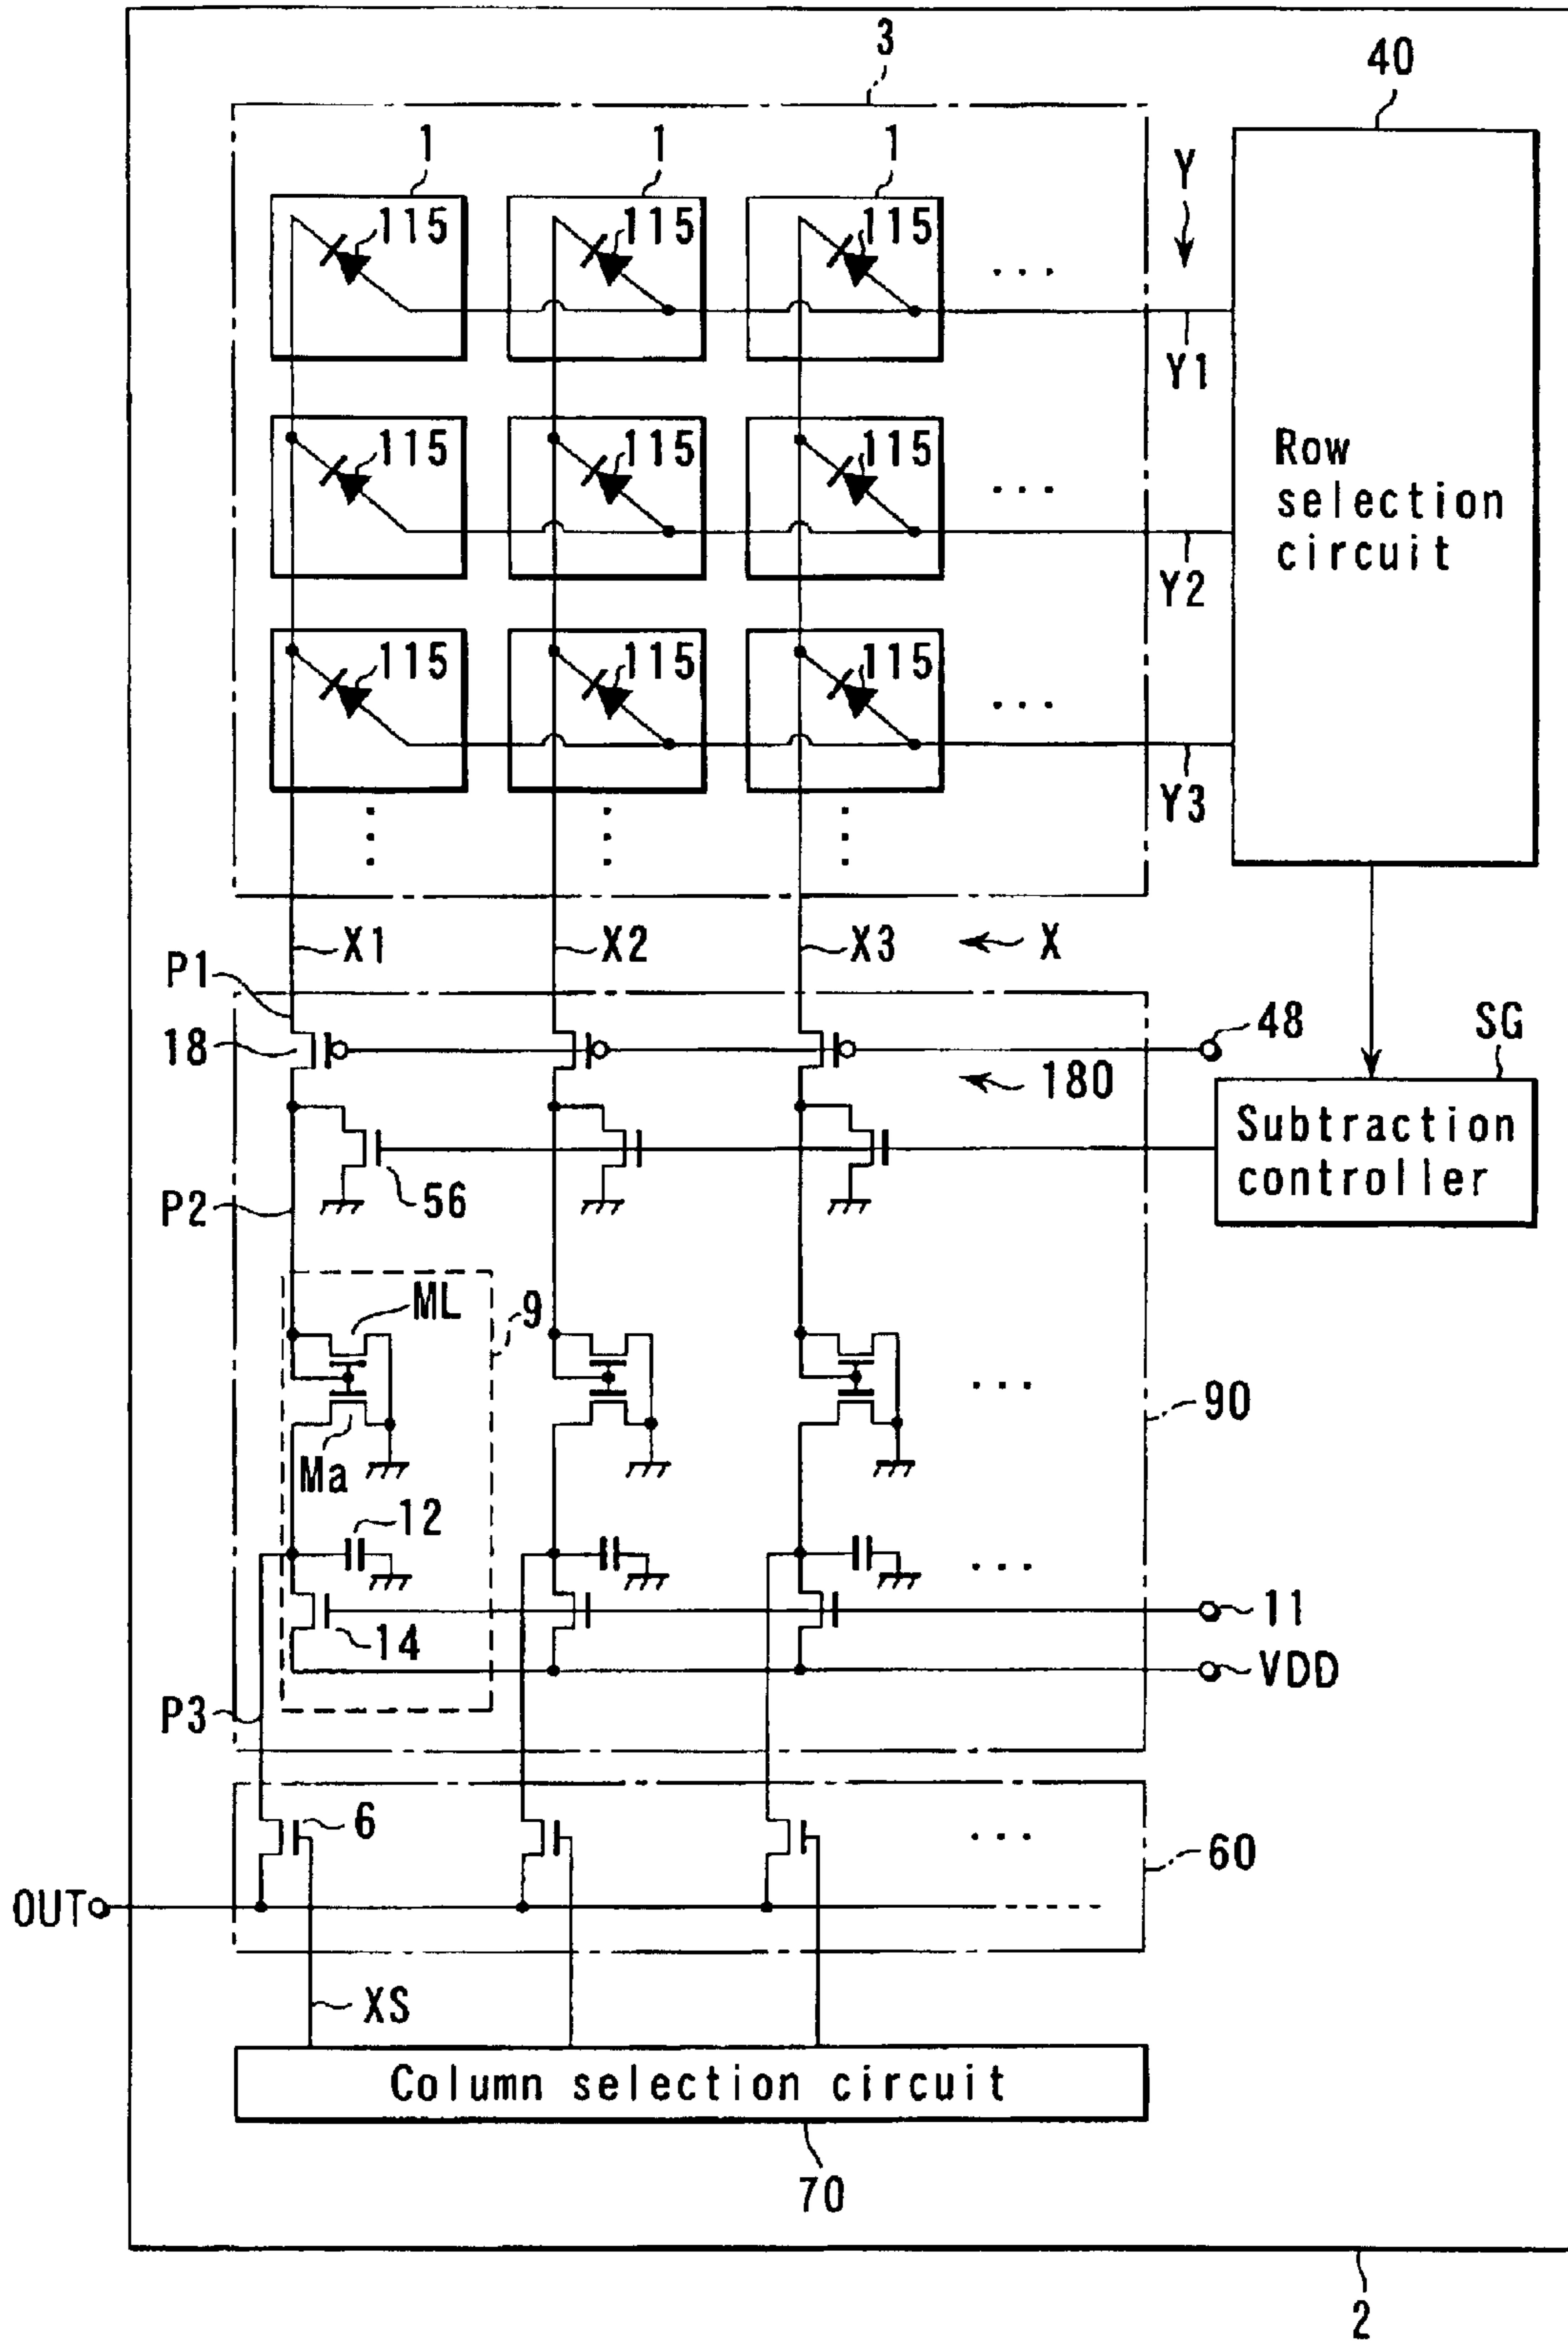 3
40
1 1 1
Y
115 115 115
...
Y1
115 115 115
...
Row
selection
circuit
Y2
115 115 115
...
Y3
X1 X2 X3 X
P1
18
48
SG
180
Subtraction
controller
56
P2
ML
9
...
90
Ma
12
...
11
14
VDD
P3
6
...
60
OUT
XS
Column selection circuit
70
2